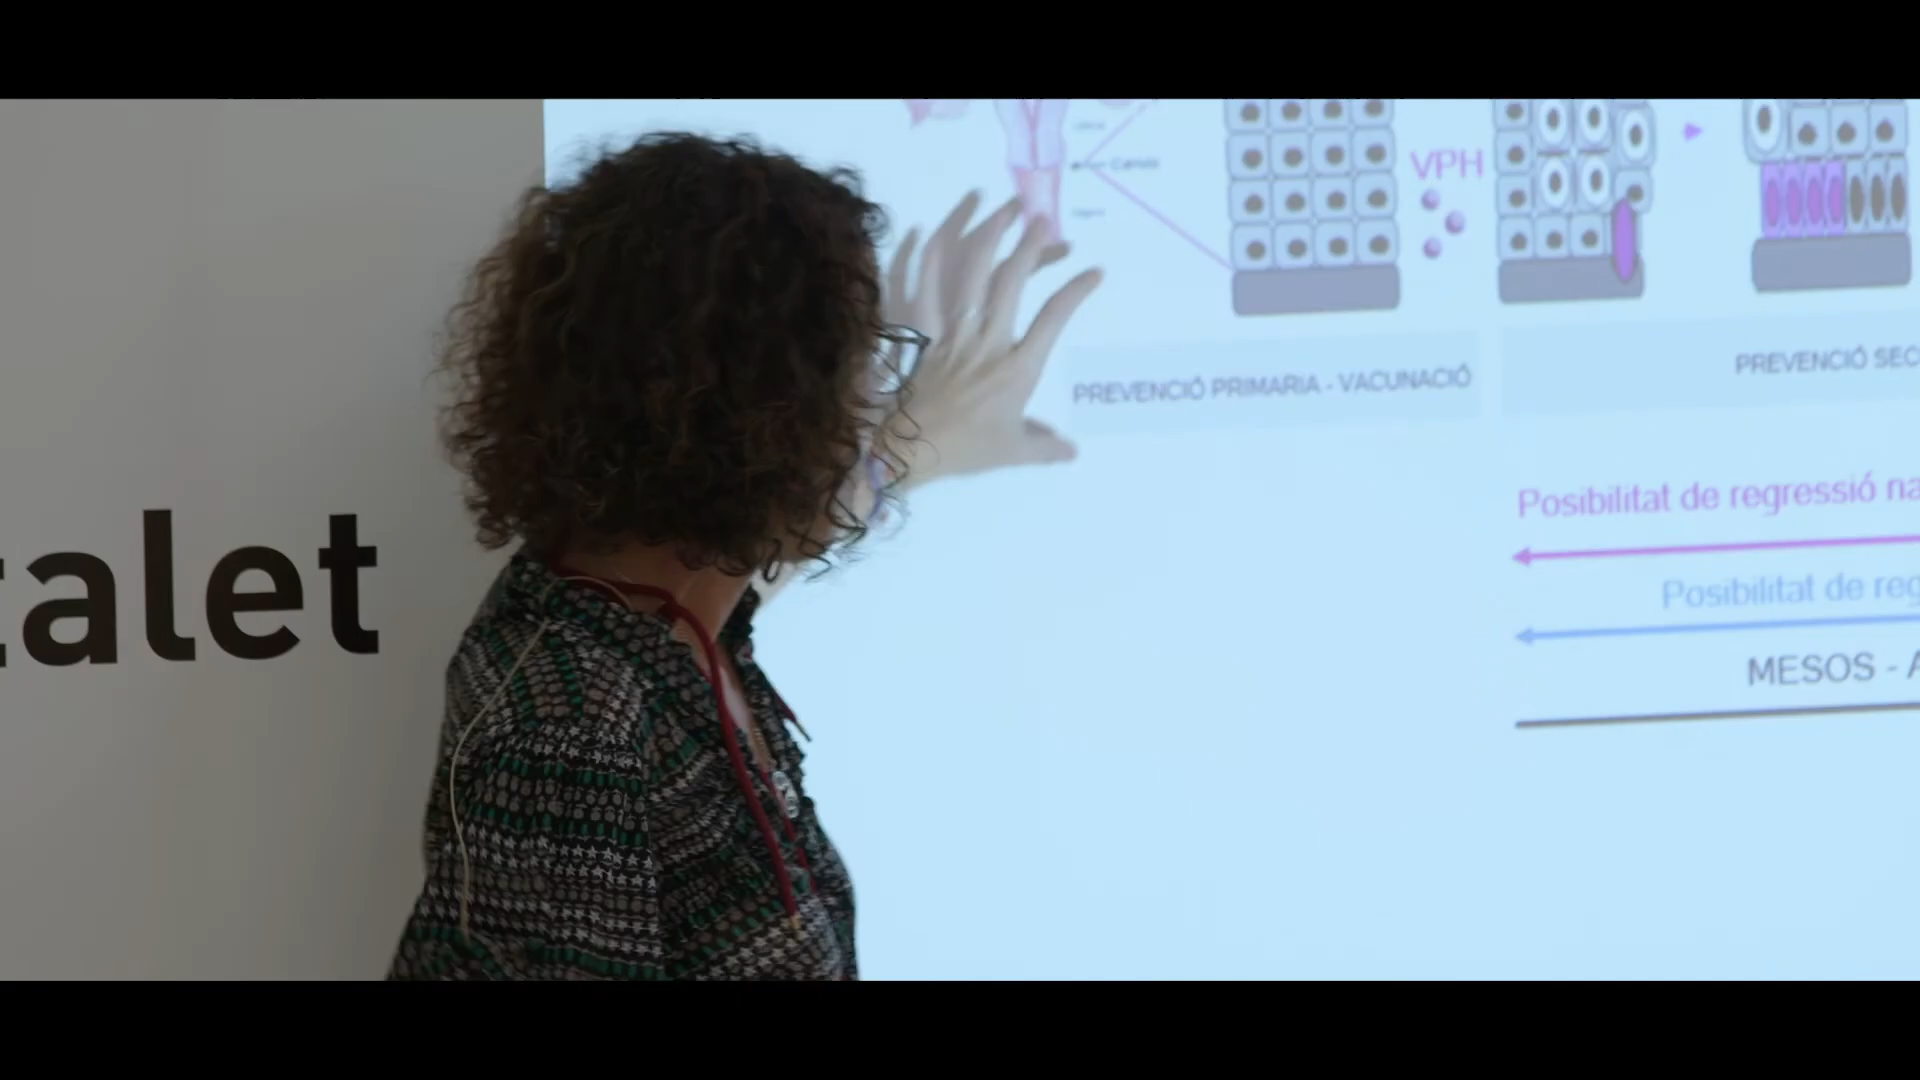 VPH
PREVENCIÓ PRIMARIA - VACUNACIÓ
PREVENCIÓ SEC
Posibilitat de regressió na
Posibilitat de reg
MESOS - A
talet